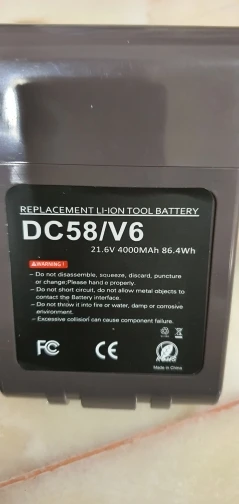 REPLACEMENT LI-ION TOOL BATTERY
DC58/V6
21.6V 4000MAh 86.4Wh
WARNING!
- Do not disassemble, squeeze, discard, puncture
or change;Please hand e properly.
- Do not short circuit, do not allow metal objects to
contact the Battery interface.
- Do not throw it into fire or water, damp or corrosive
environment.
- Excessive collision can cause component failure.
FC CE
Made in China